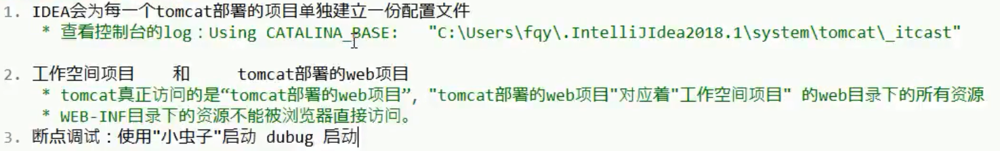 1. IDEA会为每一个tomcat部署的项目单独建立一份配置文件
* 查看控制台的log：Using CATALINA_BASE: "C:\Users\fqy\.IntelliJIdea2018.1\system\tomcat\_itcast"
2. 工作空间项目 和 tomcat部署的web项目
* tomcat真正访问的是“tomcat部署的web项目”，"tomcat部署的web项目"对应着"工作空间项目" 的web目录下的所有资源
* WEB-INF目录下的资源不能被浏览器直接访问。
3. 断点调试：使用"小虫子"启动 dubug 启动